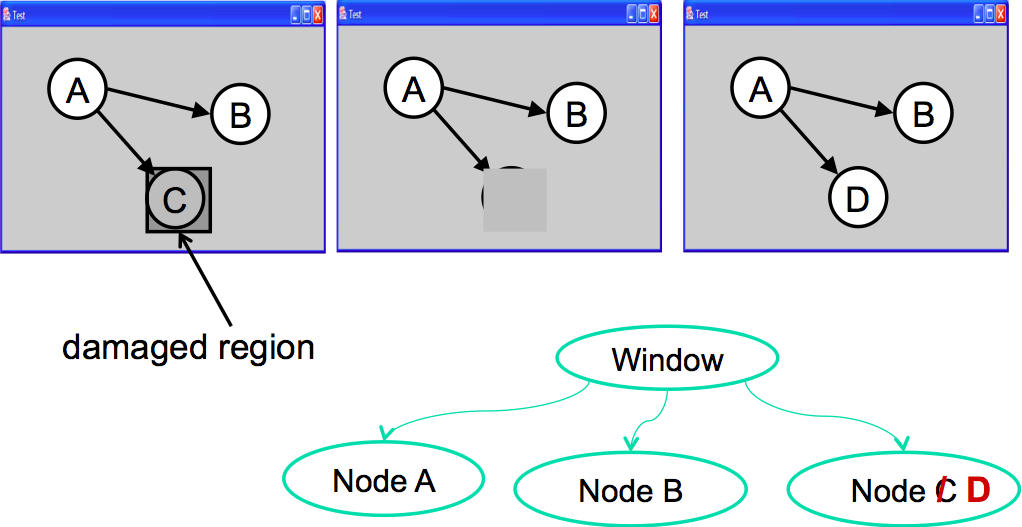 Test
Test
Test
A
B
C
A
B
A
B
D
damaged region
Window
Node A
Node B
Node C / D